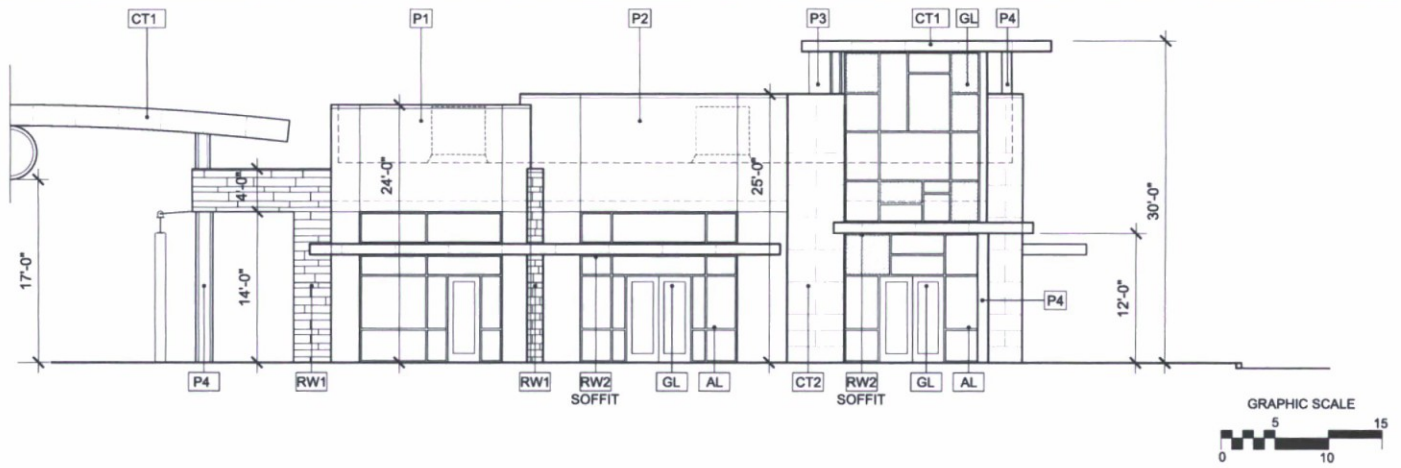 CT1 P1 P2 P3 CT1 GL P4
4'-0"
24'-0"
25'-0"
30'-0"
17'-0"
14'-0"
12'-0"
P4
P4 RW1 RW1 RW2 GL AL CT2 RW2 GL AL
SOFFIT SOFFIT
GRAPHIC SCALE
5 15
0 10